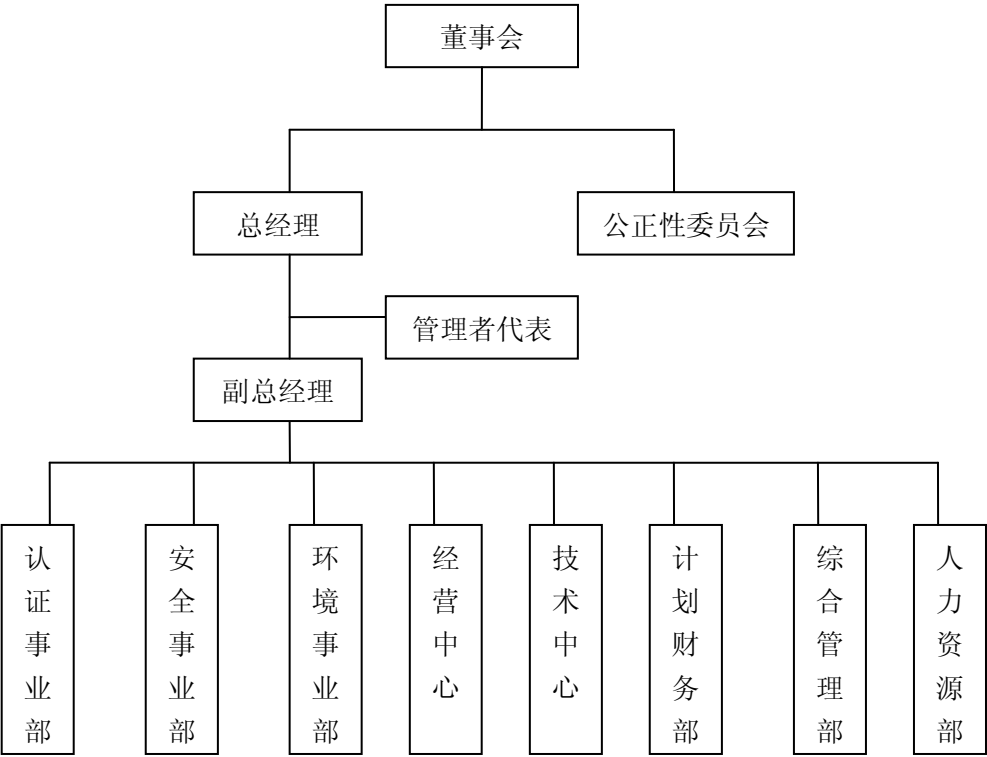 董事会
总经理
公正性委员会
管理者代表
副总经理
认证事业部
安全事业部
环境事业部
经营中心
技术中心
计划财务部
综合管理部
人力资源部